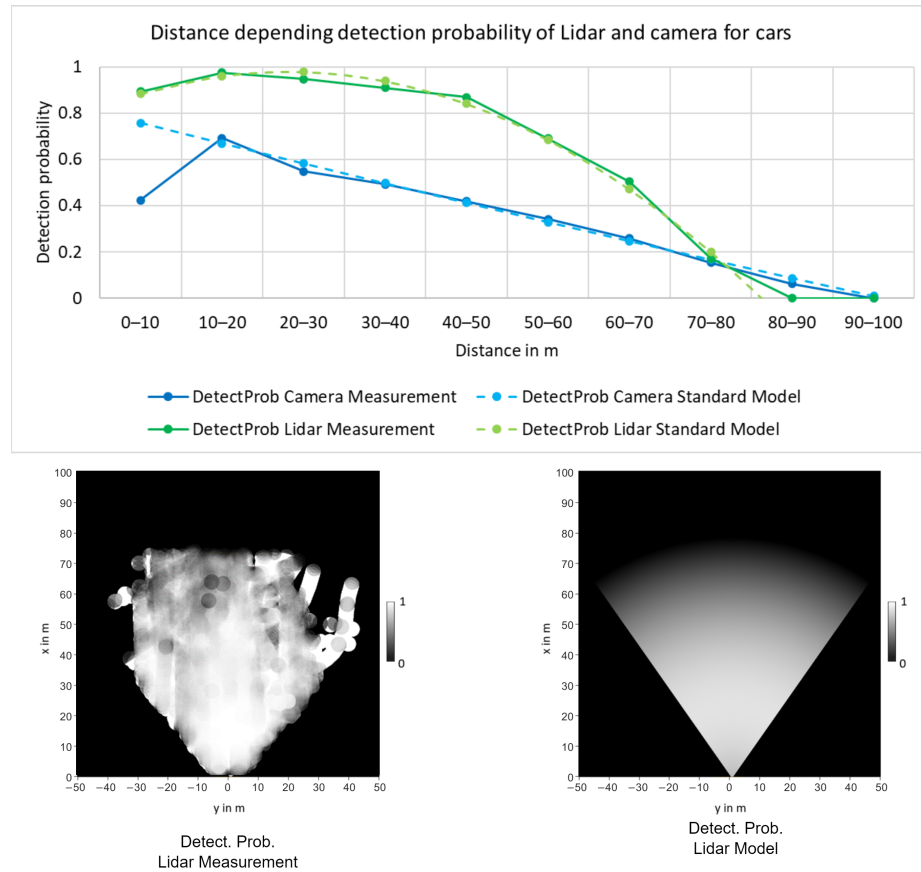 Distance depending detection probability of Lidar and camera for cars
Detection probability
1
0.8
0.6
0.4
0.2
0
0–10 10–20 20–30 30–40 40–50 50–60 60–70 70–80 80–90 90–100
Distance in m
DetectProb Camera Measurement DetectProb Camera Standard Model
DetectProb Lidar Measurement DetectProb Lidar Standard Model
x in m
100
90
80
70
60
50
40
30
20
10
0
–50 –40 –30 –20 –10 0 10 20 30 40 50
y in m
1
0
Detect. Prob.
Lidar Measurement
x in m
100
90
80
70
60
50
40
30
20
10
0
–50 –40 –30 –20 –10 0 10 20 30 40 50
y in m
1
0
Detect. Prob.
Lidar Model